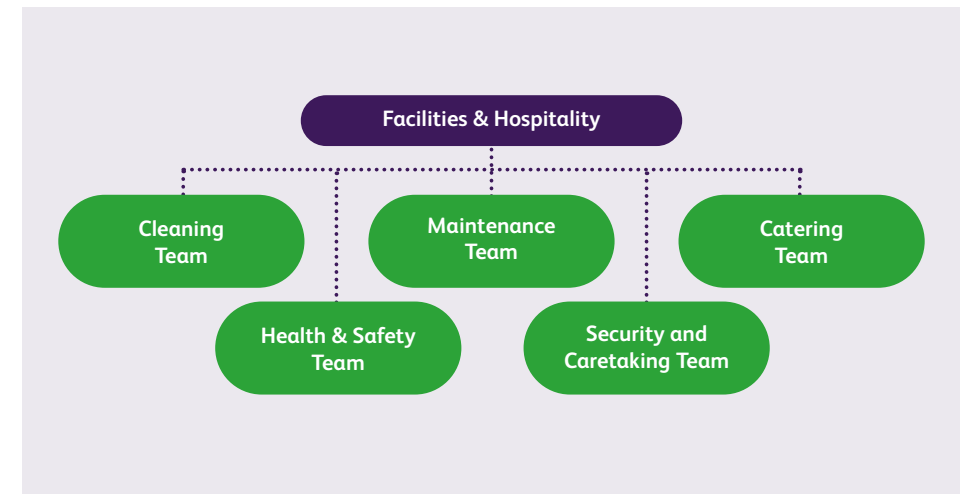 Facilities & Hospitality
Cleaning
Team
Maintenance
Team
Catering
Team
Health & Safety
Team
Security and
Caretaking Team